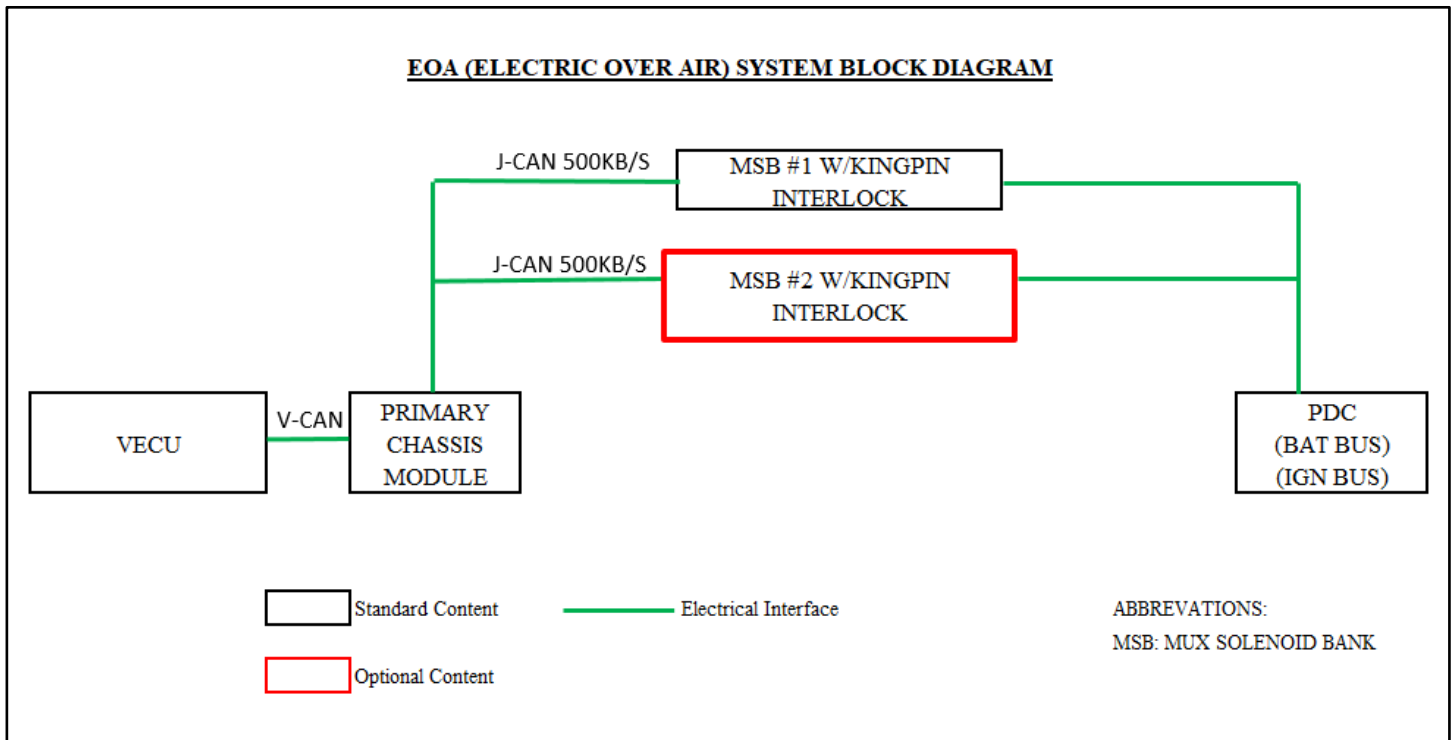 EOA (ELECTRIC OVER AIR) SYSTEM BLOCK DIAGRAM
J-CAN 500KB/S
MSB #1 W/KINGPIN
INTERLOCK
J-CAN 500KB/S
MSB #2 W/KINGPIN
INTERLOCK
VECU
V-CAN
PRIMARY
CHASSIS
MODULE
PDC
(BAT BUS)
(IGN BUS)
Standard Content
Electrical Interface
ABBREVATIONS:
MSB: MUX SOLENOID BANK
Optional Content